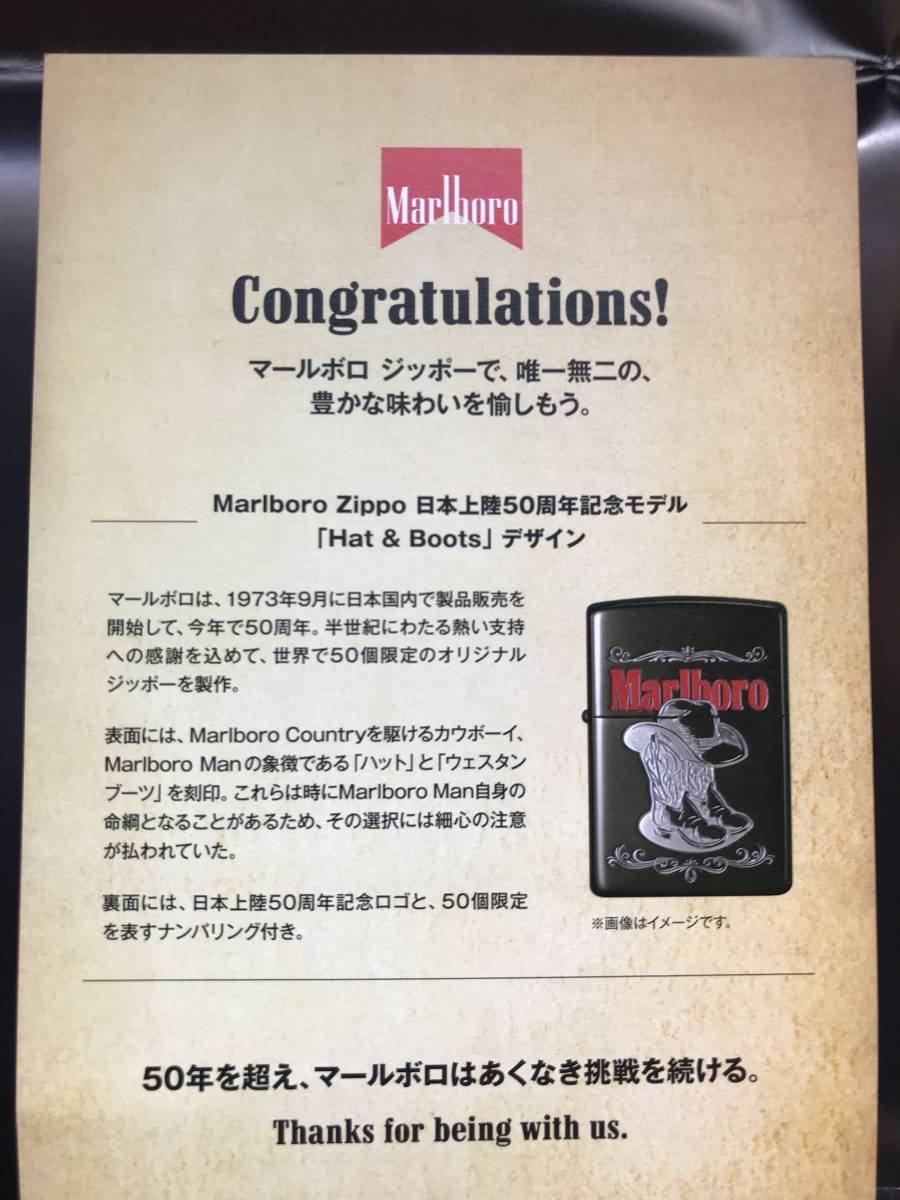 Marlboro
Congratulations!
マールボロ ジッポーで、唯一無二の、
豊かな味わいを愉しもう。
Marlboro Zippo 日本上陸50周年記念モデル
「Hat & Boots」デザイン
マールボロは、1973年9月に日本国内で製品販売を
開始して、今年で50周年。半世紀にわたる熱い支持
への感謝を込めて、世界で50個限定のオリジナル
ジッポーを製作。
表面には、Marlboro Countryを駆けるカウボーイ、
Marlboro Manの象徴である「ハット」と「ウェスタン
ブーツ」を刻印。これらは時にMarlboro Man自身の
命綱となることがあるため、その選択には細心の注意
が払われていた。
裏面には、日本上陸50周年記念ロゴと、50個限定
を表すナンバリング付き。
Marlboro
※画像はイメージです。
50年を超え、マールボロはあくなき挑戦を続ける。
Thanks for being with us.